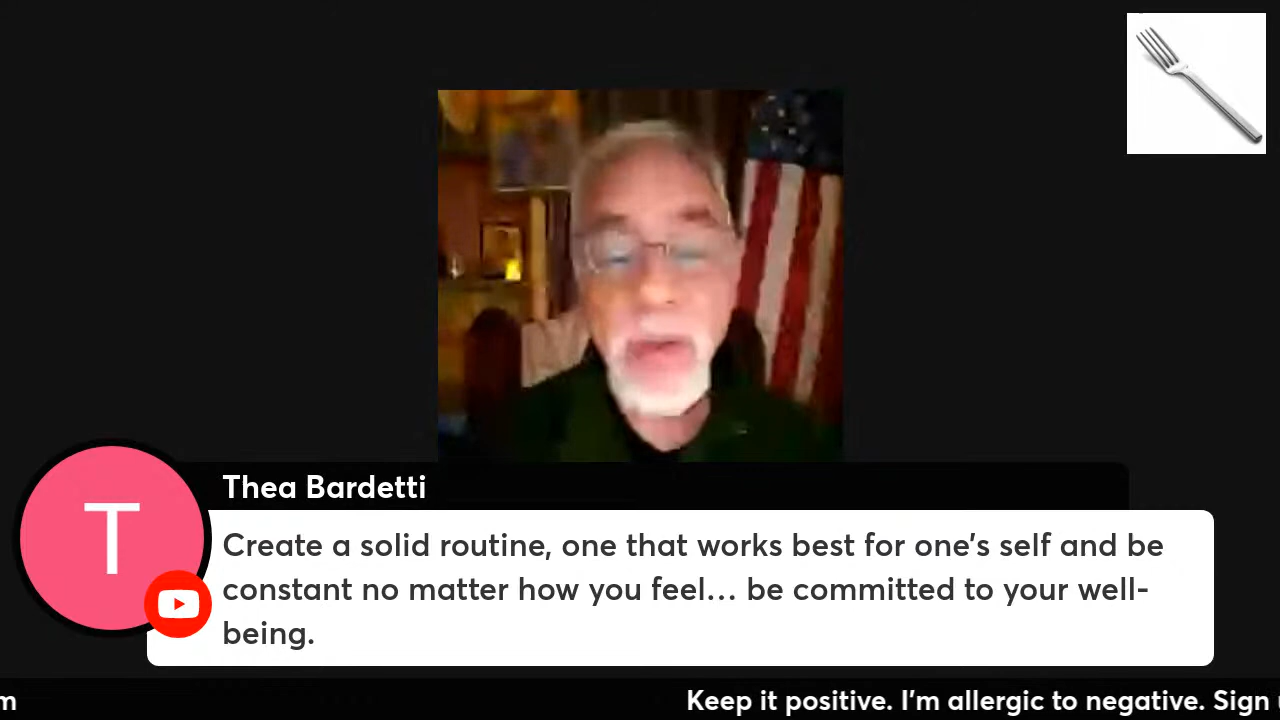 Thea Bardetti
Create a solid routine, one that works best for one's self and be
constant no matter how you feel... be committed to your well-
being.
T
m
Keep it positive. I'm allergic to negative. Sign